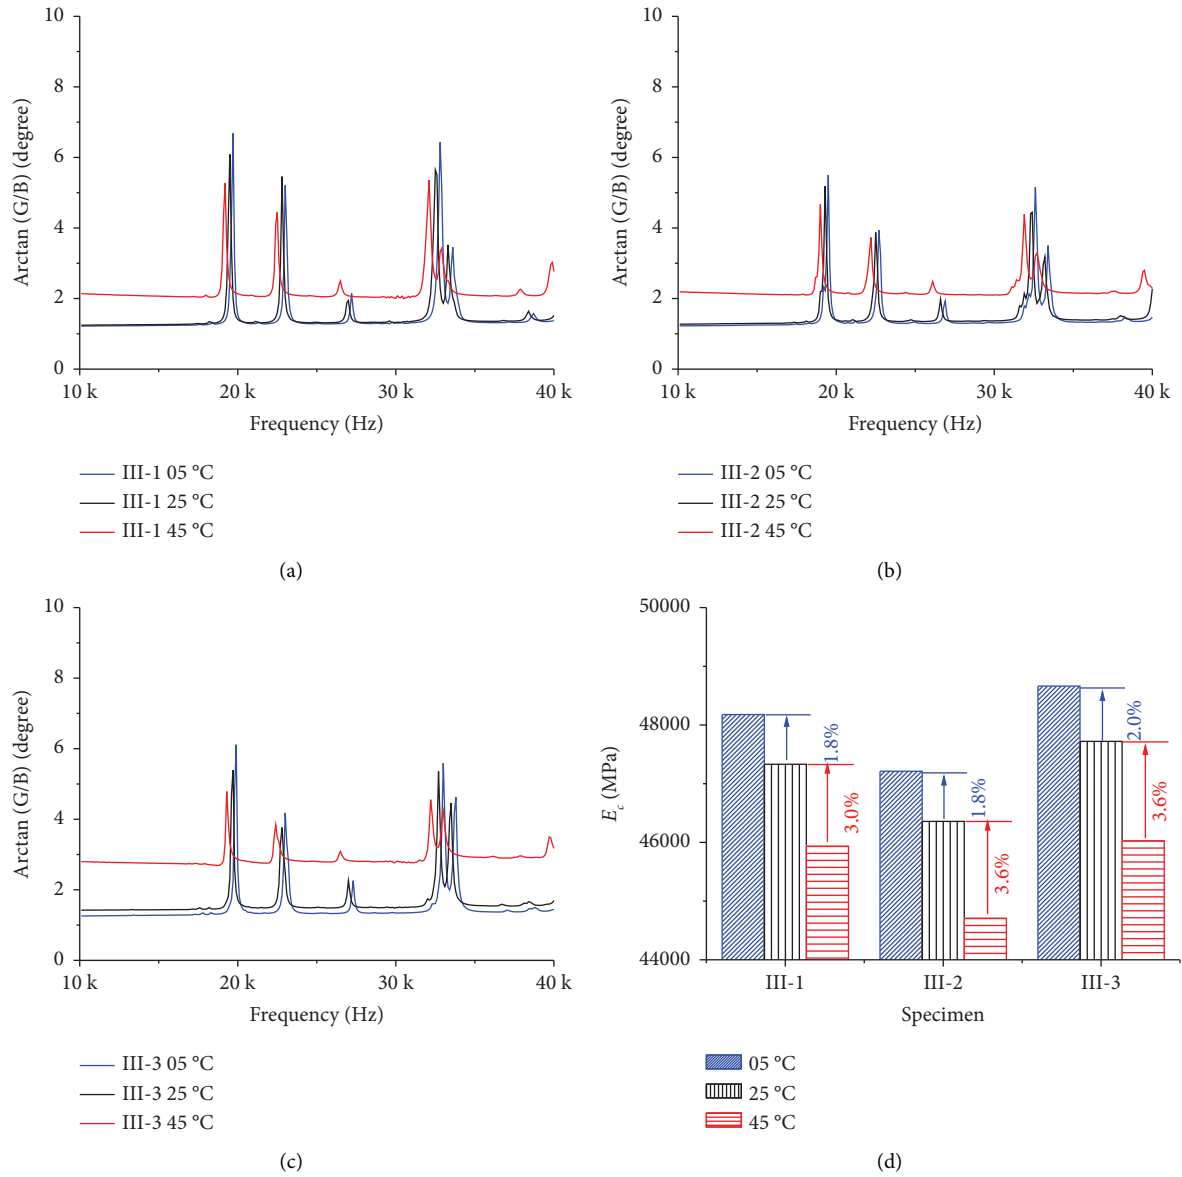 10
8
6
4
2
0
Arctan (G/B) (degree)
10 k 20 k 30 k 40 k
Frequency (Hz)
III-1 05 °C
III-1 25 °C
III-1 45 °C
(a)
10
8
6
4
2
0
Arctan (G/B) (degree)
10 k 20 k 30 k 40 k
Frequency (Hz)
III-2 05 °C
III-2 25 °C
III-2 45 °C
(b)
10
8
6
4
2
0
Arctan (G/B) (degree)
10 k 20 k 30 k 40 k
Frequency (Hz)
III-3 05 °C
III-3 25 °C
III-3 45 °C
(c)
50000
48000
46000
44000
E_c (MPa)
1.8%
3.0%
1.8%
3.6%
2.0%
3.6%
III-1 III-2 III-3
Specimen
05 °C
25 °C
45 °C
(d)